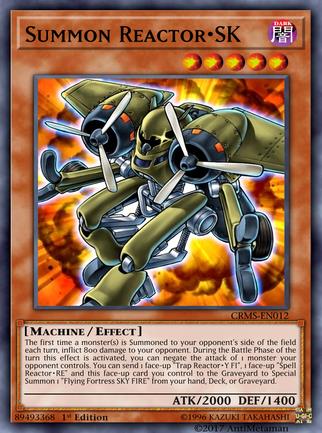 SUMMON REACTOR・SK
DARK
闇
CRMS-EN012
[MACHINE / EFFECT]
The first time a monster(s) is Summoned to your opponent's side of the field
each turn, inflict 800 damage to your opponent. During the Battle Phase of the
turn this effect is activated, you can negate the attack of 1 monster your
opponent controls. You can send 1 face-up "Trap Reactor・Y FI", 1 face-up "Spell
Reactor・RE" and this face-up card you control to the Graveyard to Special
Summon 1 "Flying Fortress SKY FIRE" from your hand, Deck, or Graveyard.
ATK/2000 DEF/1400
89493368 1st Edition ©1996 KAZUKI TAKAHASHI
©2017 AntiMetaman